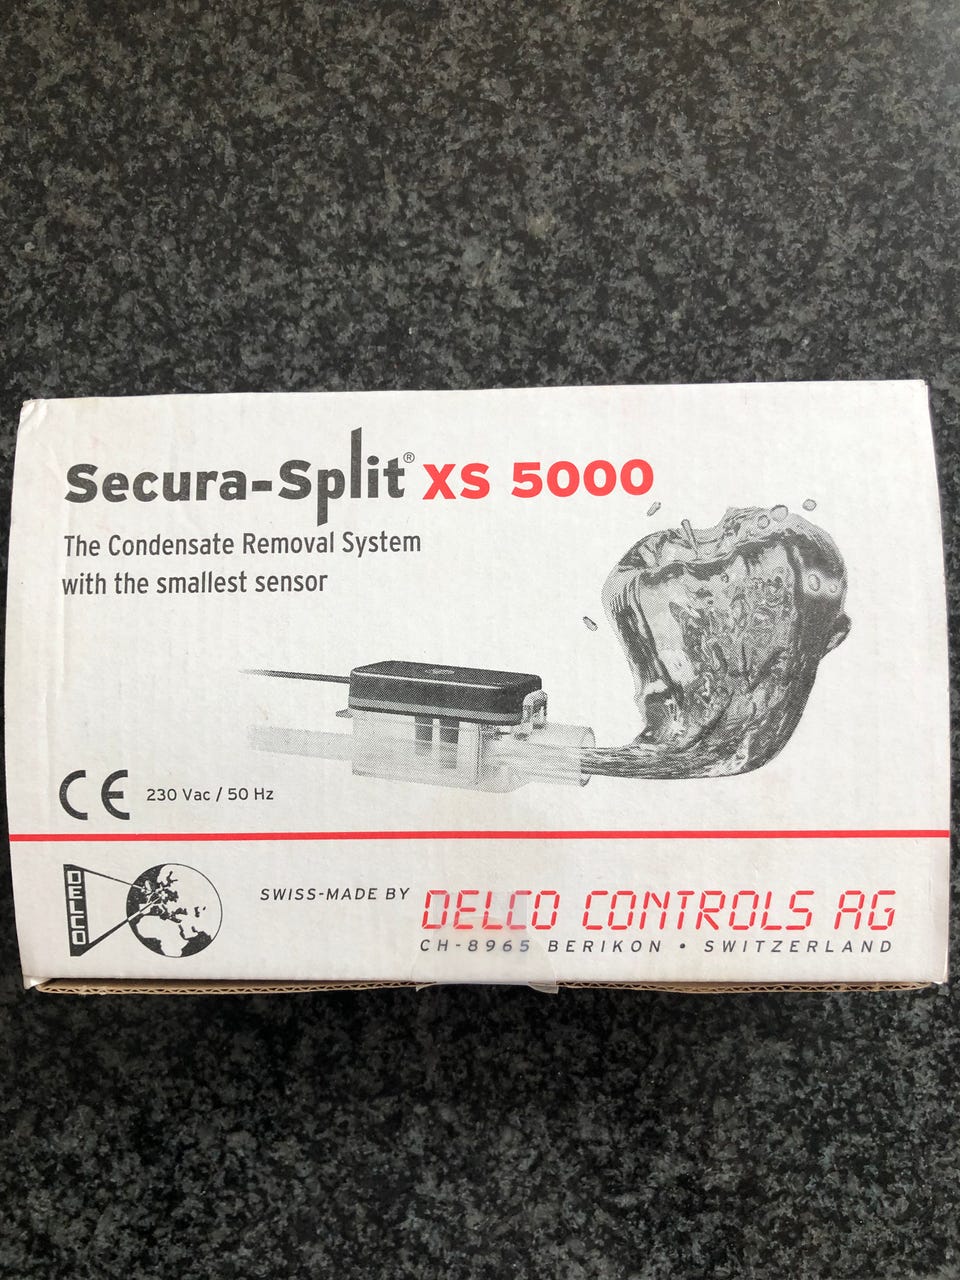 Secura-Split® XS 5000
The Condensate Removal System
with the smallest sensor
CE 230 Vac / 50 Hz
DELCO
SWISS-MADE BY DELCO CONTROLS AG
CH-8965 BERIKON • SWITZERLAND